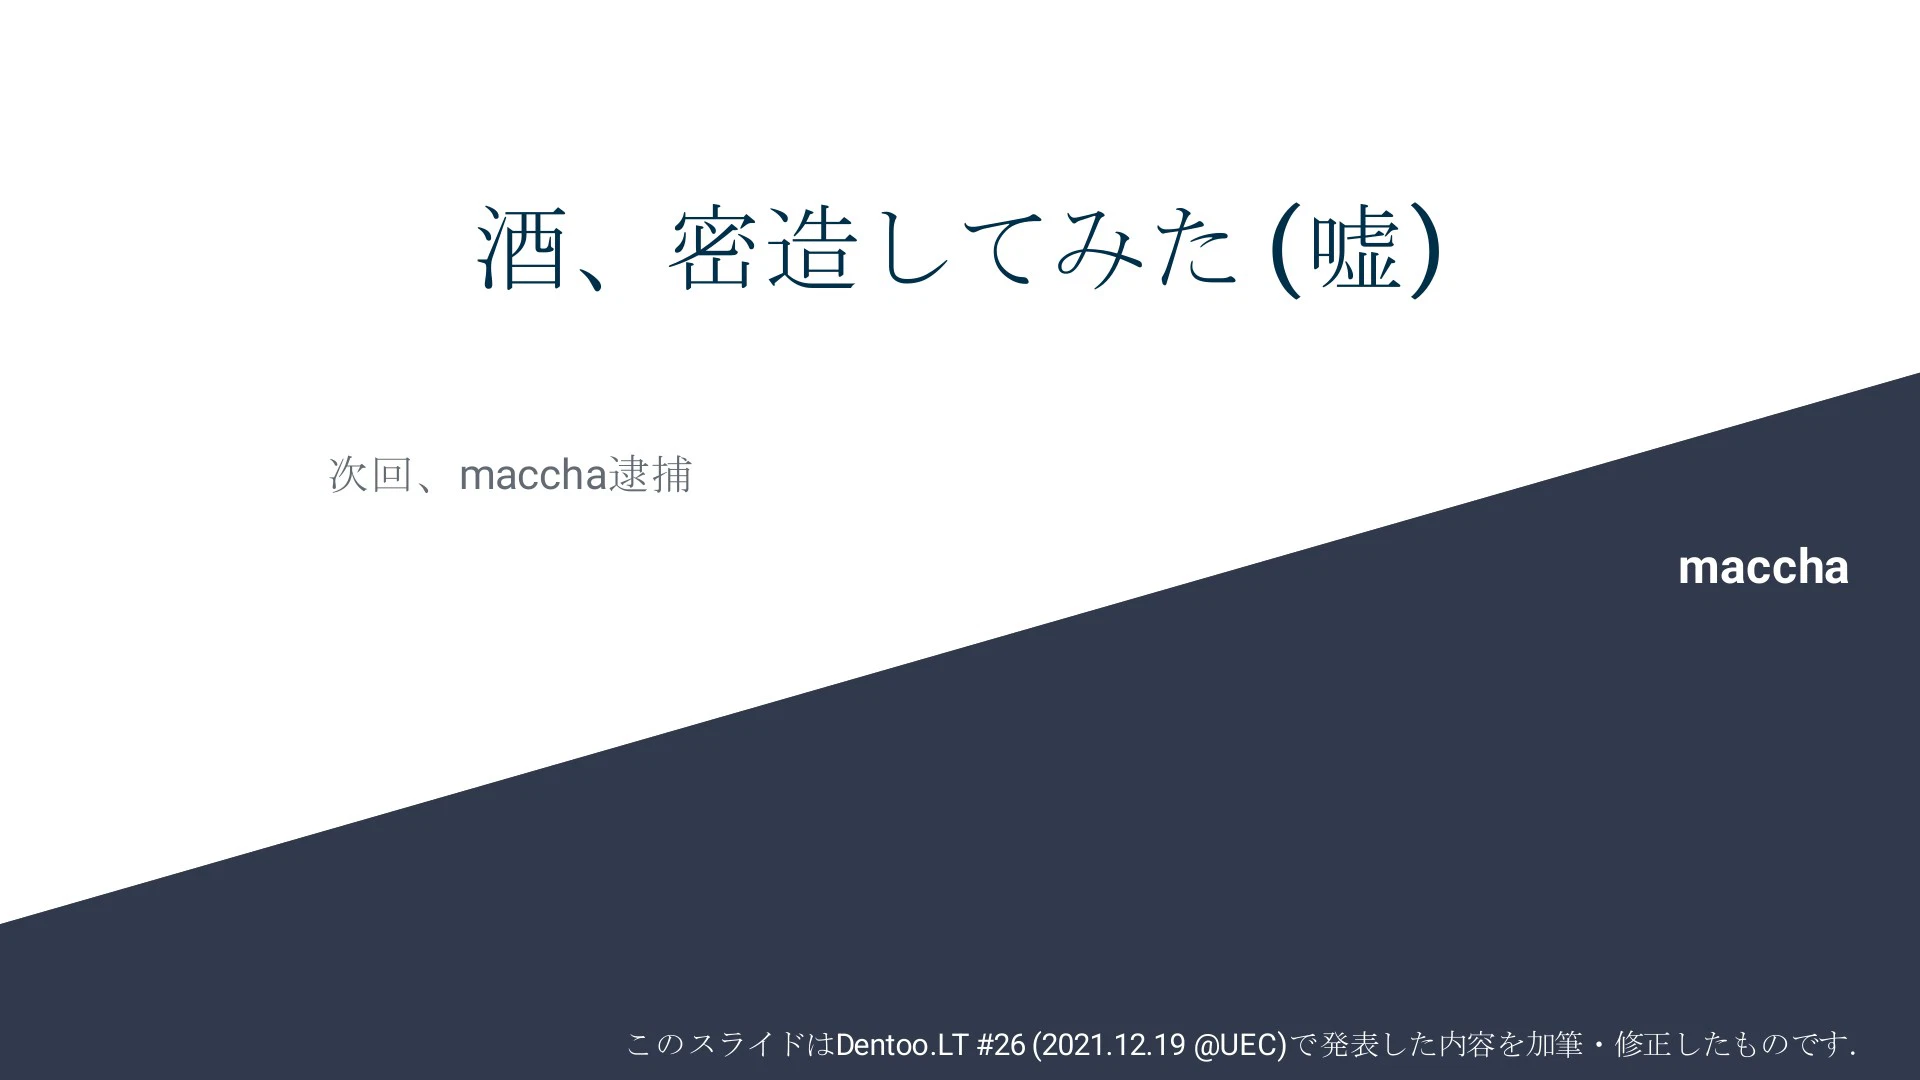 酒、密造してみた (嘘)
次回、maccha逮捕
maccha
このスライドはDentoo.LT #26 (2021.12.19 @UEC)で発表した内容を加筆・修正したものです.